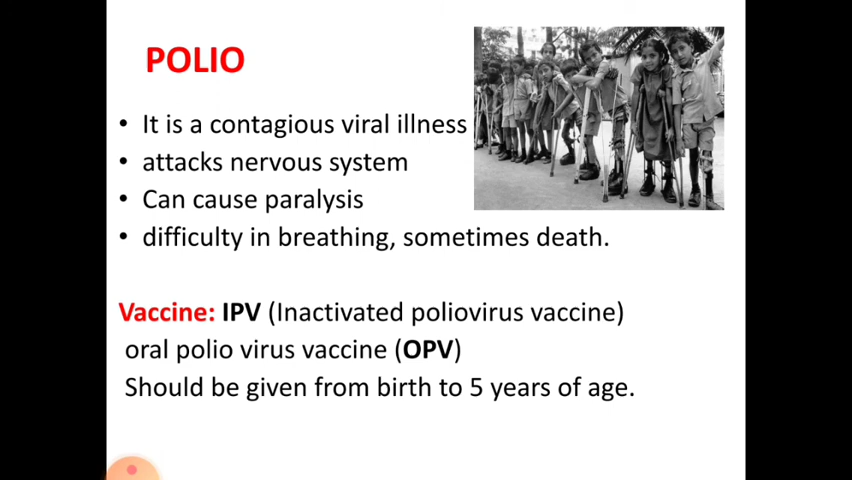 POLIO
• It is a contagious viral illness
• attacks nervous system
• Can cause paralysis
• difficulty in breathing, sometimes death.
Vaccine: IPV (Inactivated poliovirus vaccine)
oral polio virus vaccine (OPV)
Should be given from birth to 5 years of age.